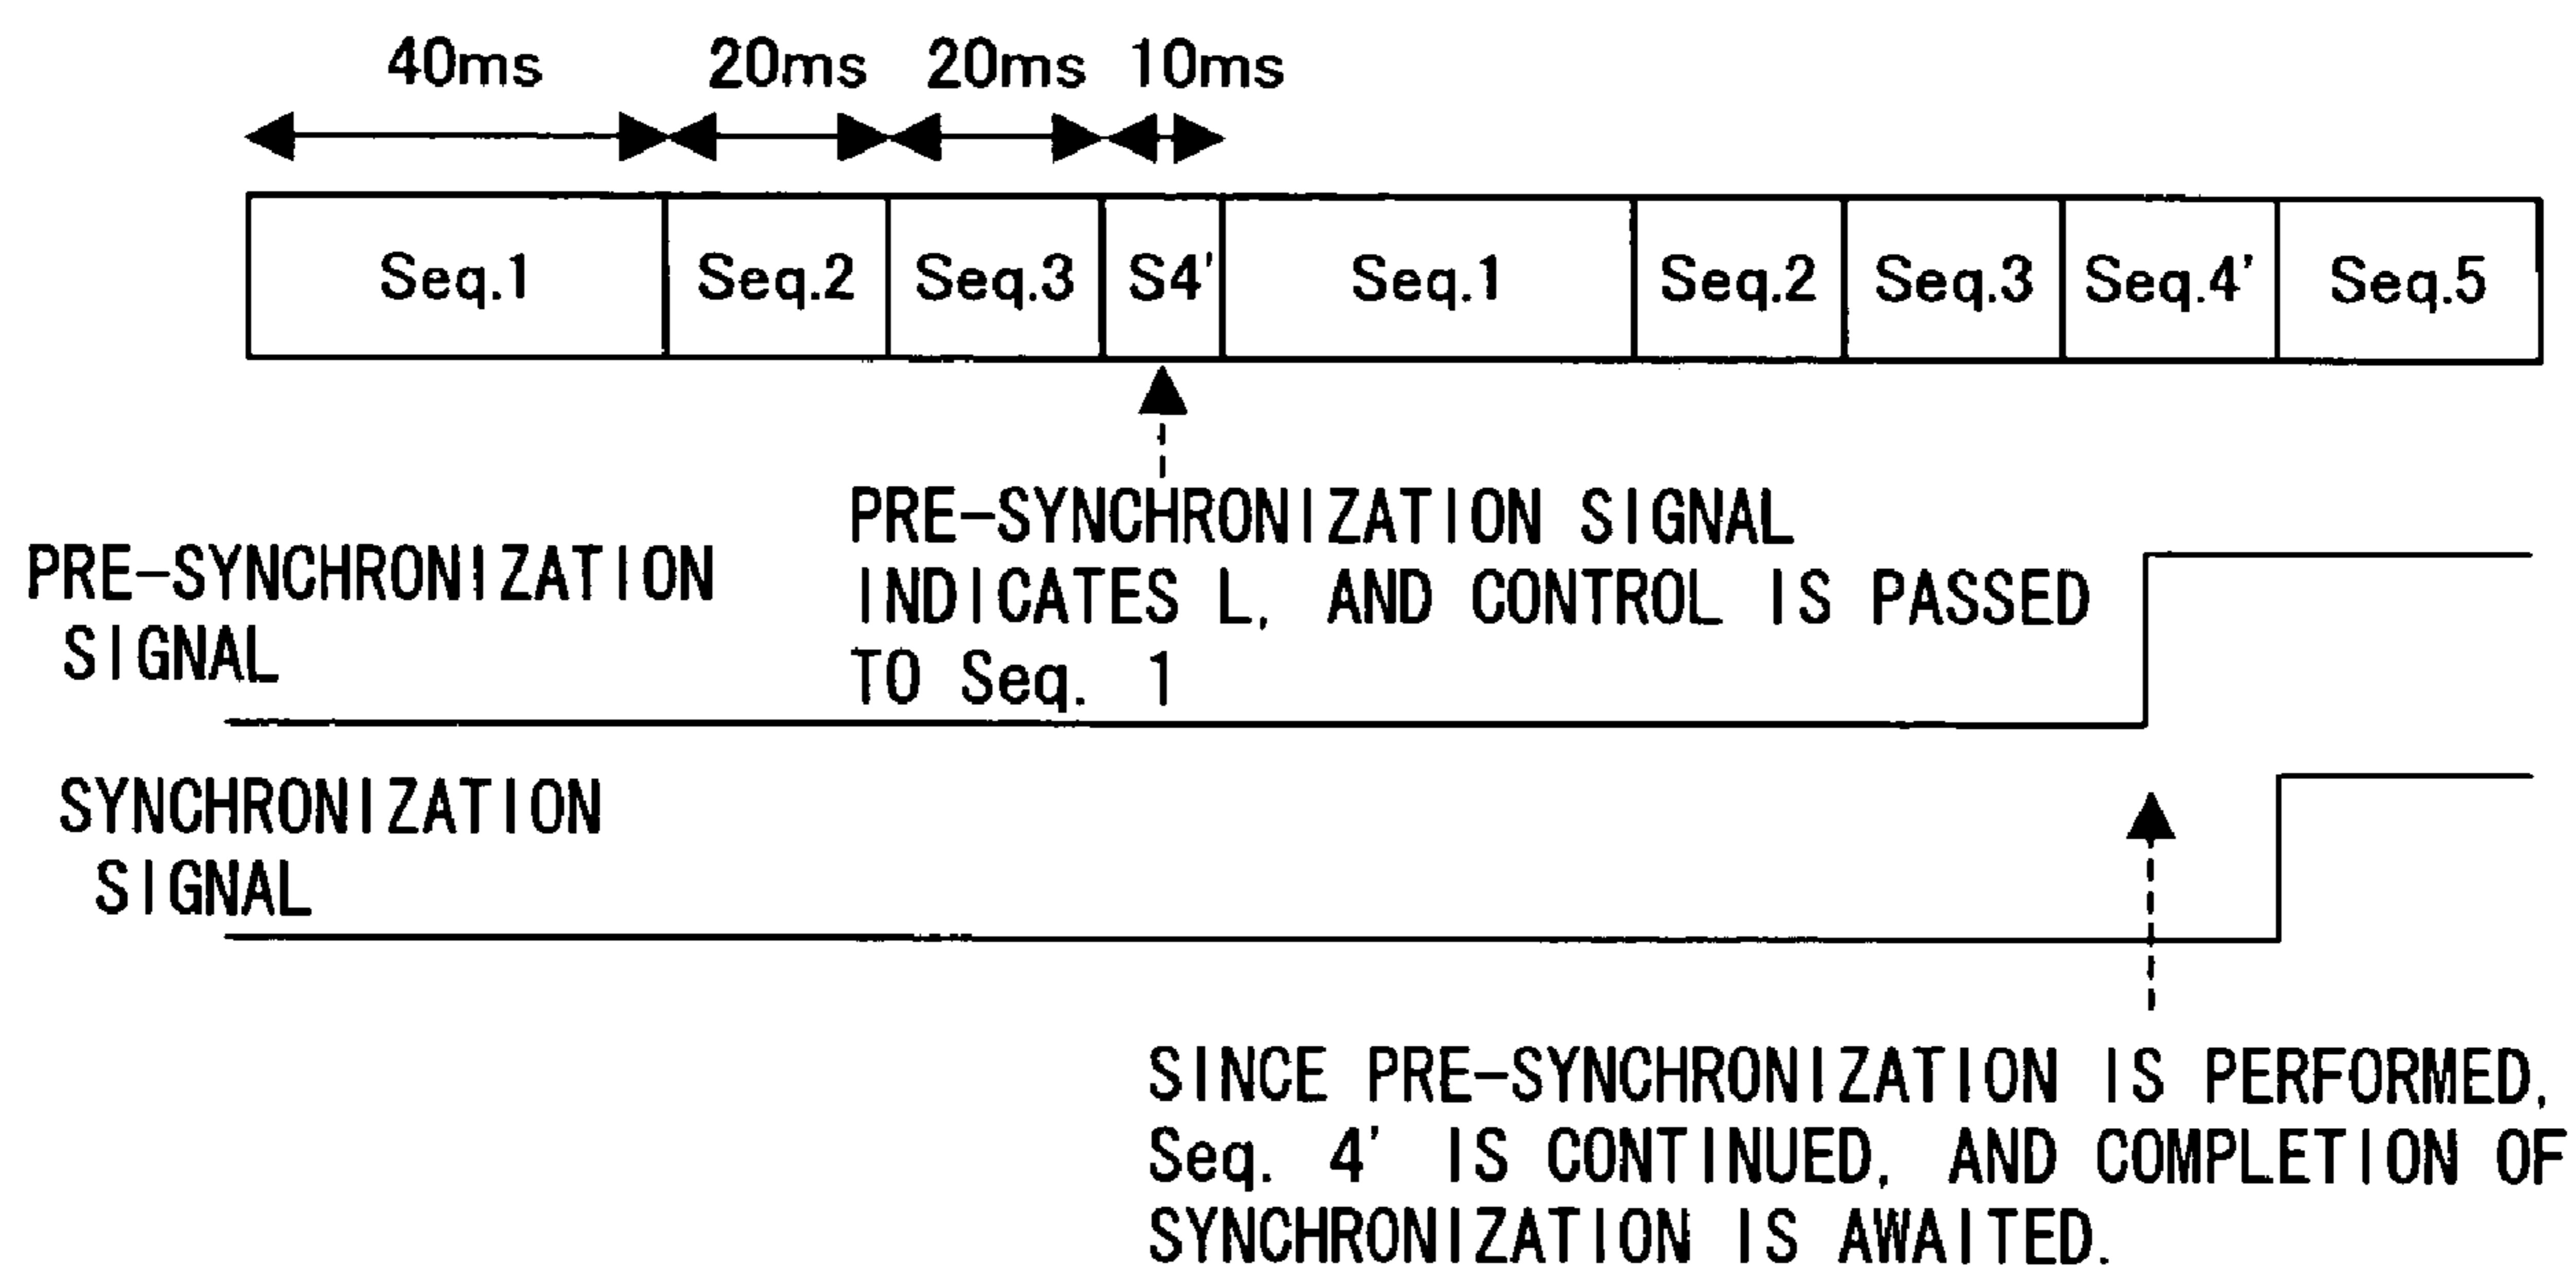 40ms 20ms 20ms 10ms
Seq.1 Seq.2 Seq.3 S4' Seq.1 Seq.2 Seq.3 Seq.4' Seq.5
PRE-SYNCHRONIZATION SIGNAL
INDICATES L, AND CONTROL IS PASSED
TO Seq. 1
PRE-SYNCHRONIZATION
SIGNAL
SYNCHRONIZATION
SIGNAL
SINCE PRE-SYNCHRONIZATION IS PERFORMED,
Seq. 4' IS CONTINUED, AND COMPLETION OF
SYNCHRONIZATION IS AWAITED.